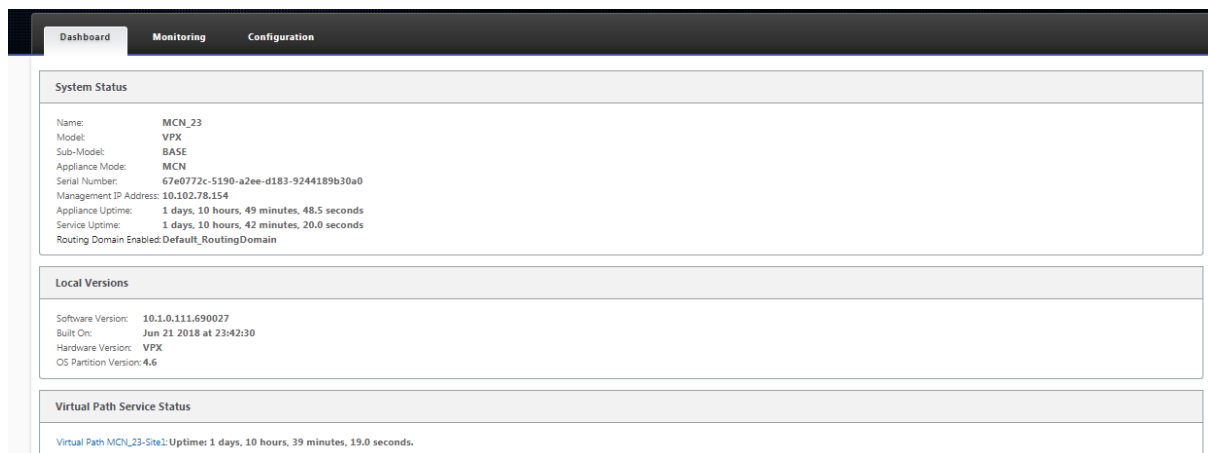 Dashboard Monitoring Configuration
System Status
Name: MCN_23
Model: VPX
Sub-Model: BASE
Appliance Mode: MCN
Serial Number: 67e0772c-5190-a2ee-d183-9244189b30a0
Management IP Address: 10.102.78.154
Appliance Uptime: 1 days, 10 hours, 49 minutes, 48.5 seconds
Service Uptime: 1 days, 10 hours, 42 minutes, 20.0 seconds
Routing Domain Enabled: Default_RoutingDomain
Local Versions
Software Version: 10.1.0.111.690027
Built On: Jun 21 2018 at 23:42:30
Hardware Version: VPX
OS Partition Version: 4.6
Virtual Path Service Status
Virtual Path MCN_23-Site1: Uptime: 1 days, 10 hours, 39 minutes, 19.0 seconds.